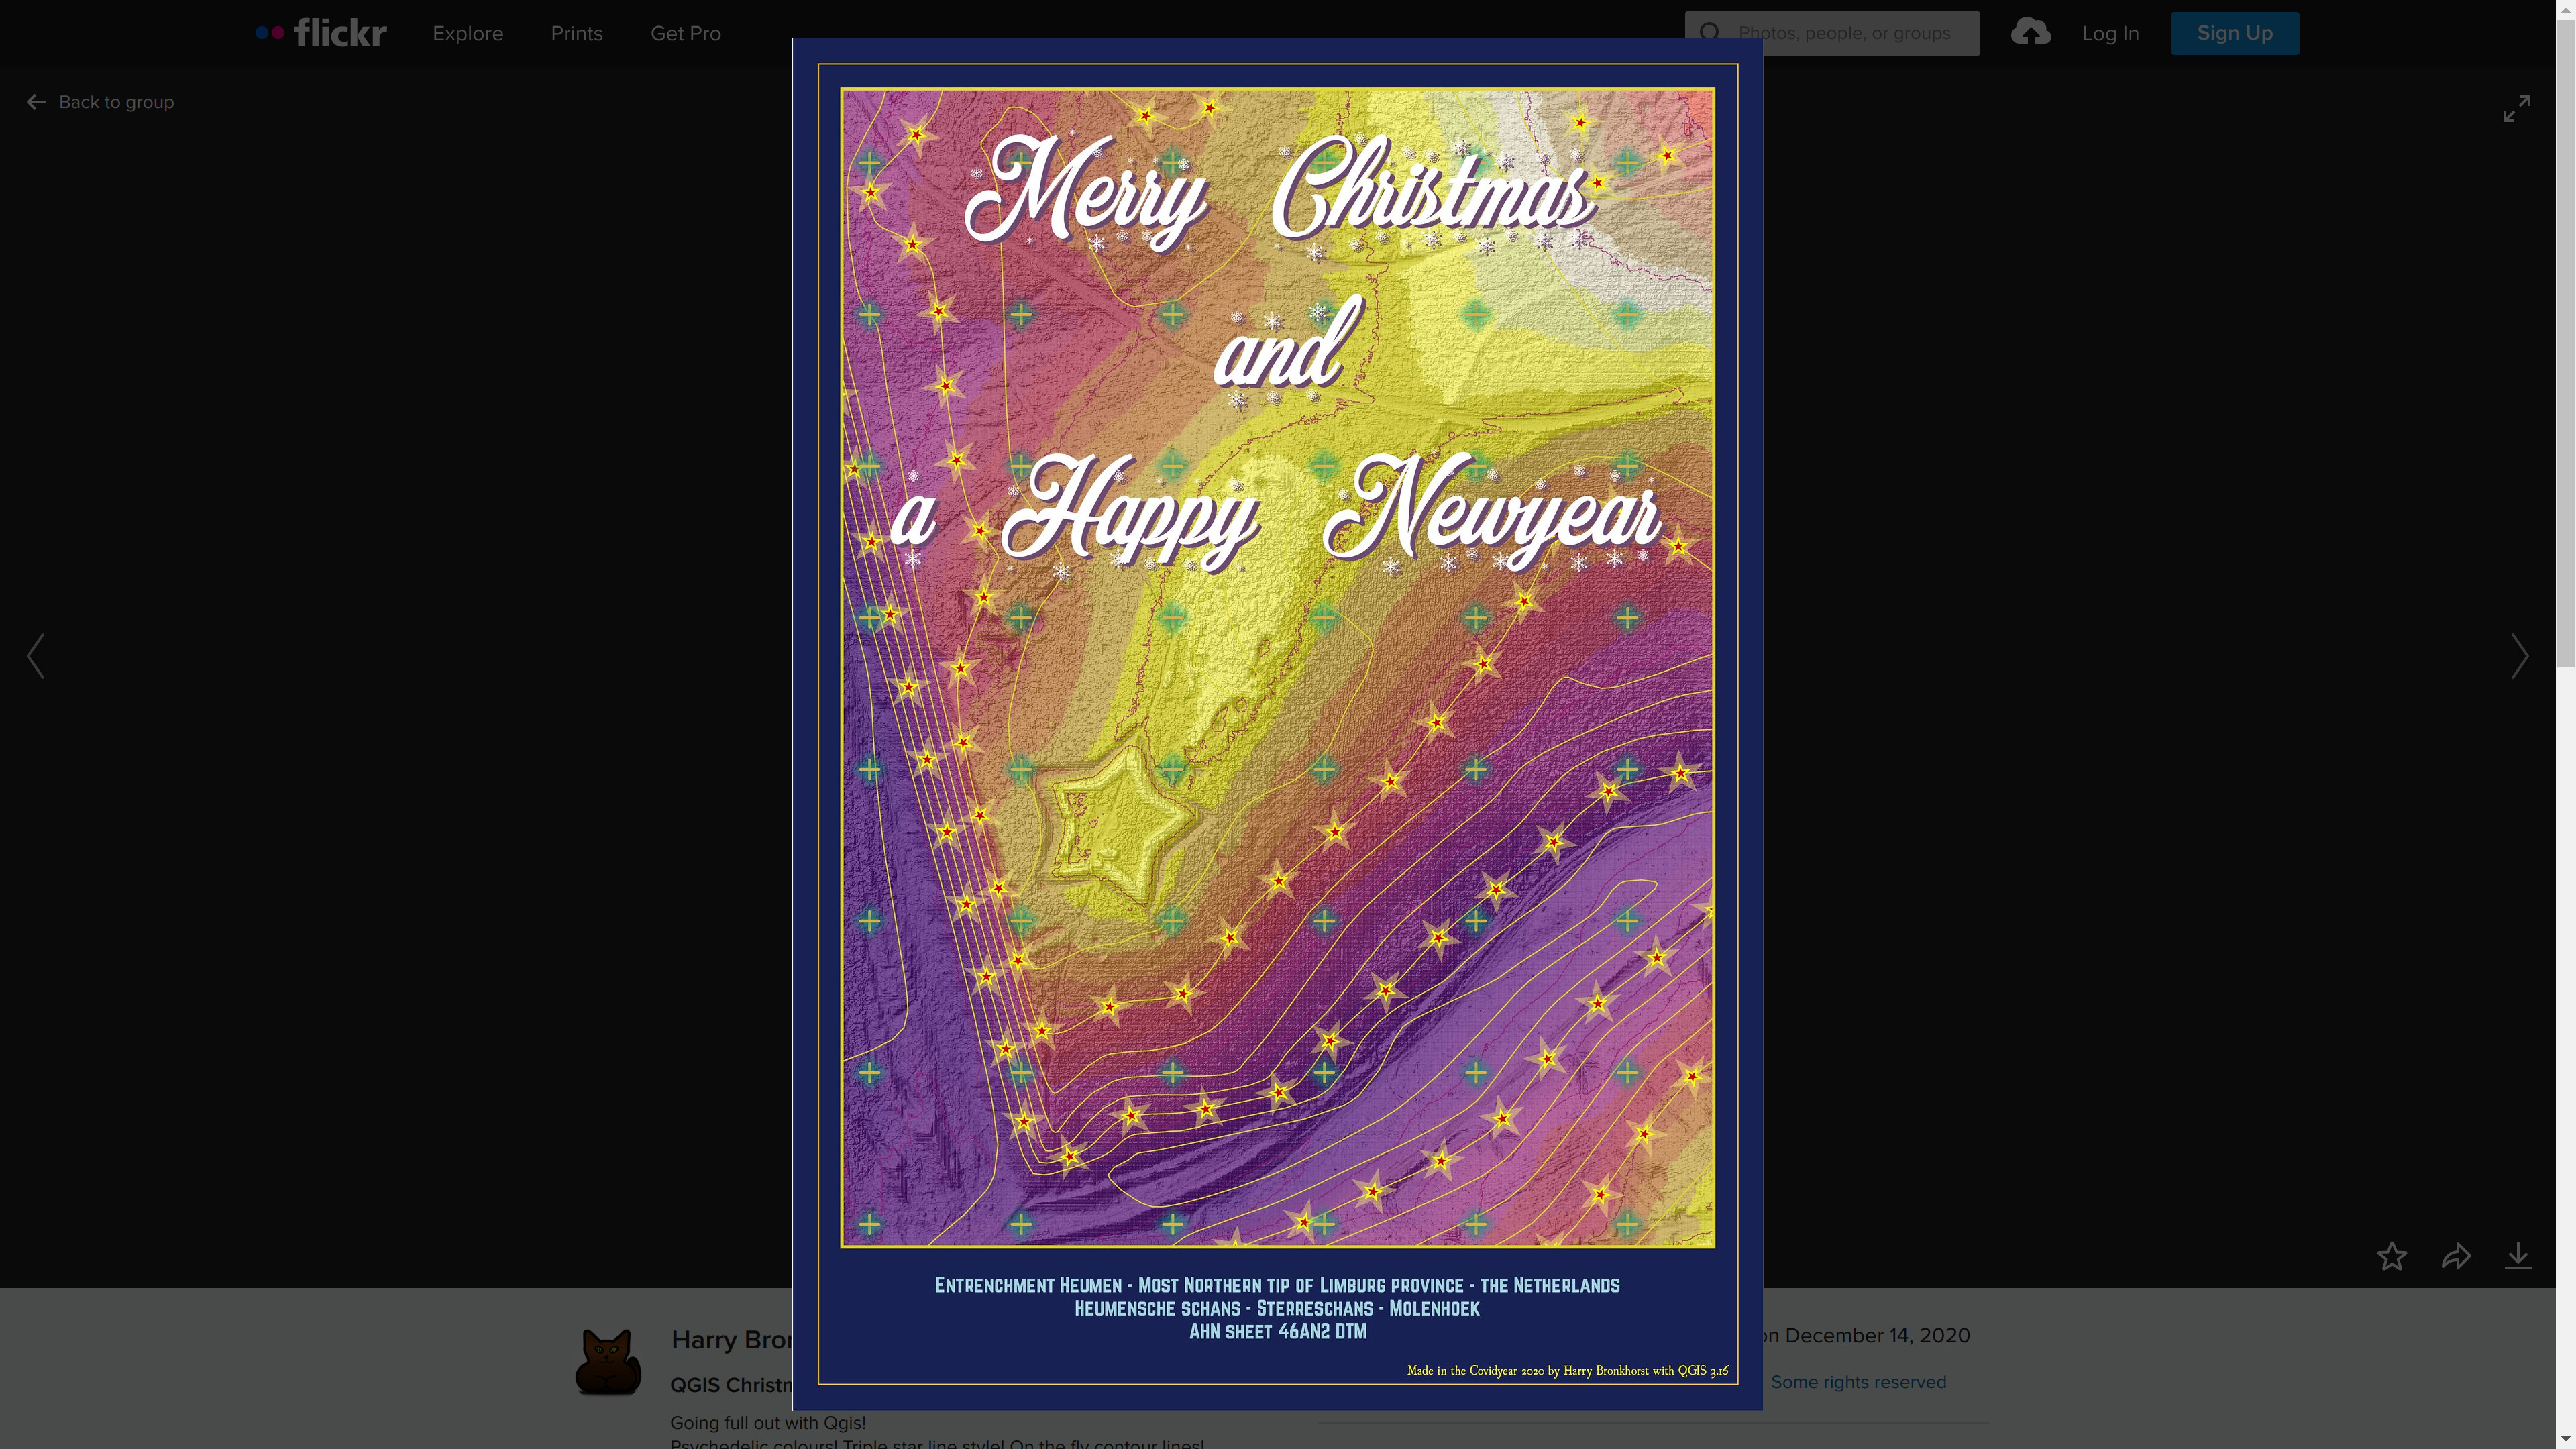 flickr
Explore
Prints
Get Pro
Photos, people, or groups
Log In
Sign Up
Back to group
Merry Christmas
and
a Happy Newyear
Entrenchment Heumen - Most Northern tip of Limburg province - the Netherlands
Heumensche schans - Sterreschans - Molenhoek
AHN sheet 46AN2 DTM
Made in the Covidyear 2020 by Harry Bronkhorst with QGIS 3.16
Harry Bron
on December 14, 2020
QGIS Christm
Some rights reserved
Going full out with Qgis!
Psychedelic colours! Triple star line style! On the fly contour lines!